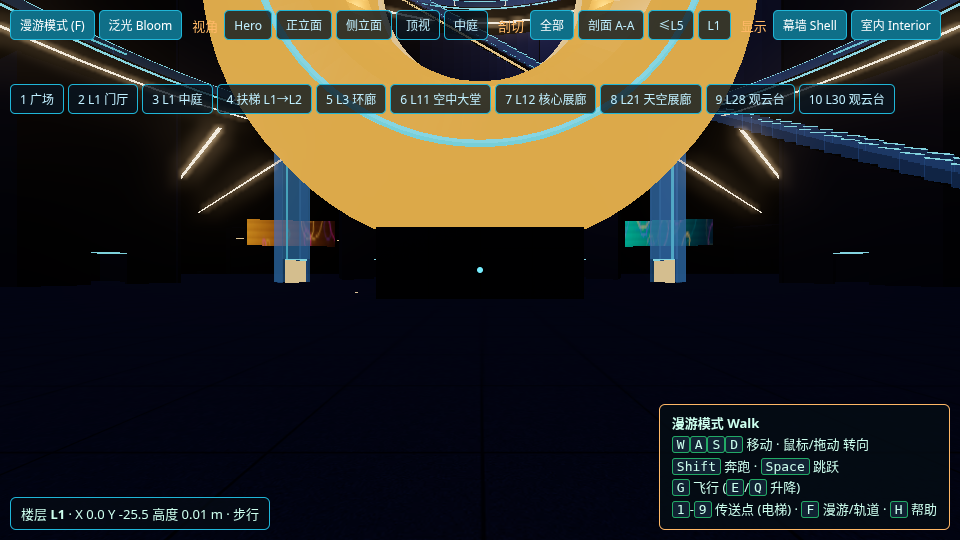 漫游模式 (F) 泛光 Bloom 视角 Hero 正立面 侧立面 顶视 中庭 剖切 全部 剖面 A-A ≤L5 L1 显示 幕墙 Shell 室内 Interior
1 广场 2 L1 门厅 3 L1 中庭 4 扶梯 L1→L2 5 L3 环廊 6 L11 空中大堂 7 L12 核心展廊 8 L21 天空展廊 9 L28 观云台 10 L30 观云台
漫游模式 Walk
W A S D 移动 · 鼠标/拖动 转向
Shift 奔跑 · Space 跳跃
G 飞行 (E/Q 升降)
1-9 传送点 (电梯) · F 漫游/轨道 · H 帮助
楼层 L1 · X 0.0 Y -25.5 高度 0.01 m · 步行